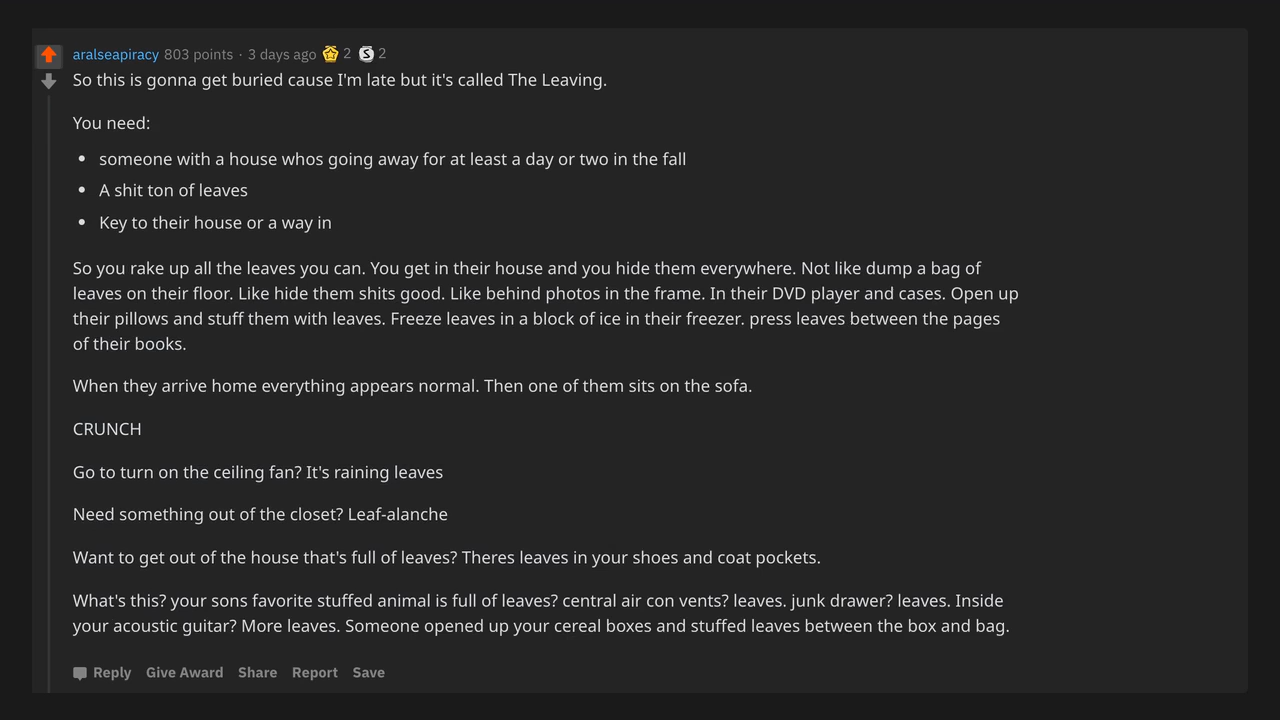 aralseapiracy 803 points · 3 days ago 2 S 2
So this is gonna get buried cause I'm late but it's called The Leaving.
You need:
• someone with a house whos going away for at least a day or two in the fall
• A shit ton of leaves
• Key to their house or a way in
So you rake up all the leaves you can. You get in their house and you hide them everywhere. Not like dump a bag of
leaves on their floor. Like hide them shits good. Like behind photos in the frame. In their DVD player and cases. Open up
their pillows and stuff them with leaves. Freeze leaves in a block of ice in their freezer. press leaves between the pages
of their books.
When they arrive home everything appears normal. Then one of them sits on the sofa.
CRUNCH
Go to turn on the ceiling fan? It's raining leaves
Need something out of the closet? Leaf-alanche
Want to get out of the house that's full of leaves? Theres leaves in your shoes and coat pockets.
What's this? your sons favorite stuffed animal is full of leaves? central air con vents? leaves. junk drawer? leaves. Inside
your acoustic guitar? More leaves. Someone opened up your cereal boxes and stuffed leaves between the box and bag.
Reply Give Award Share Report Save